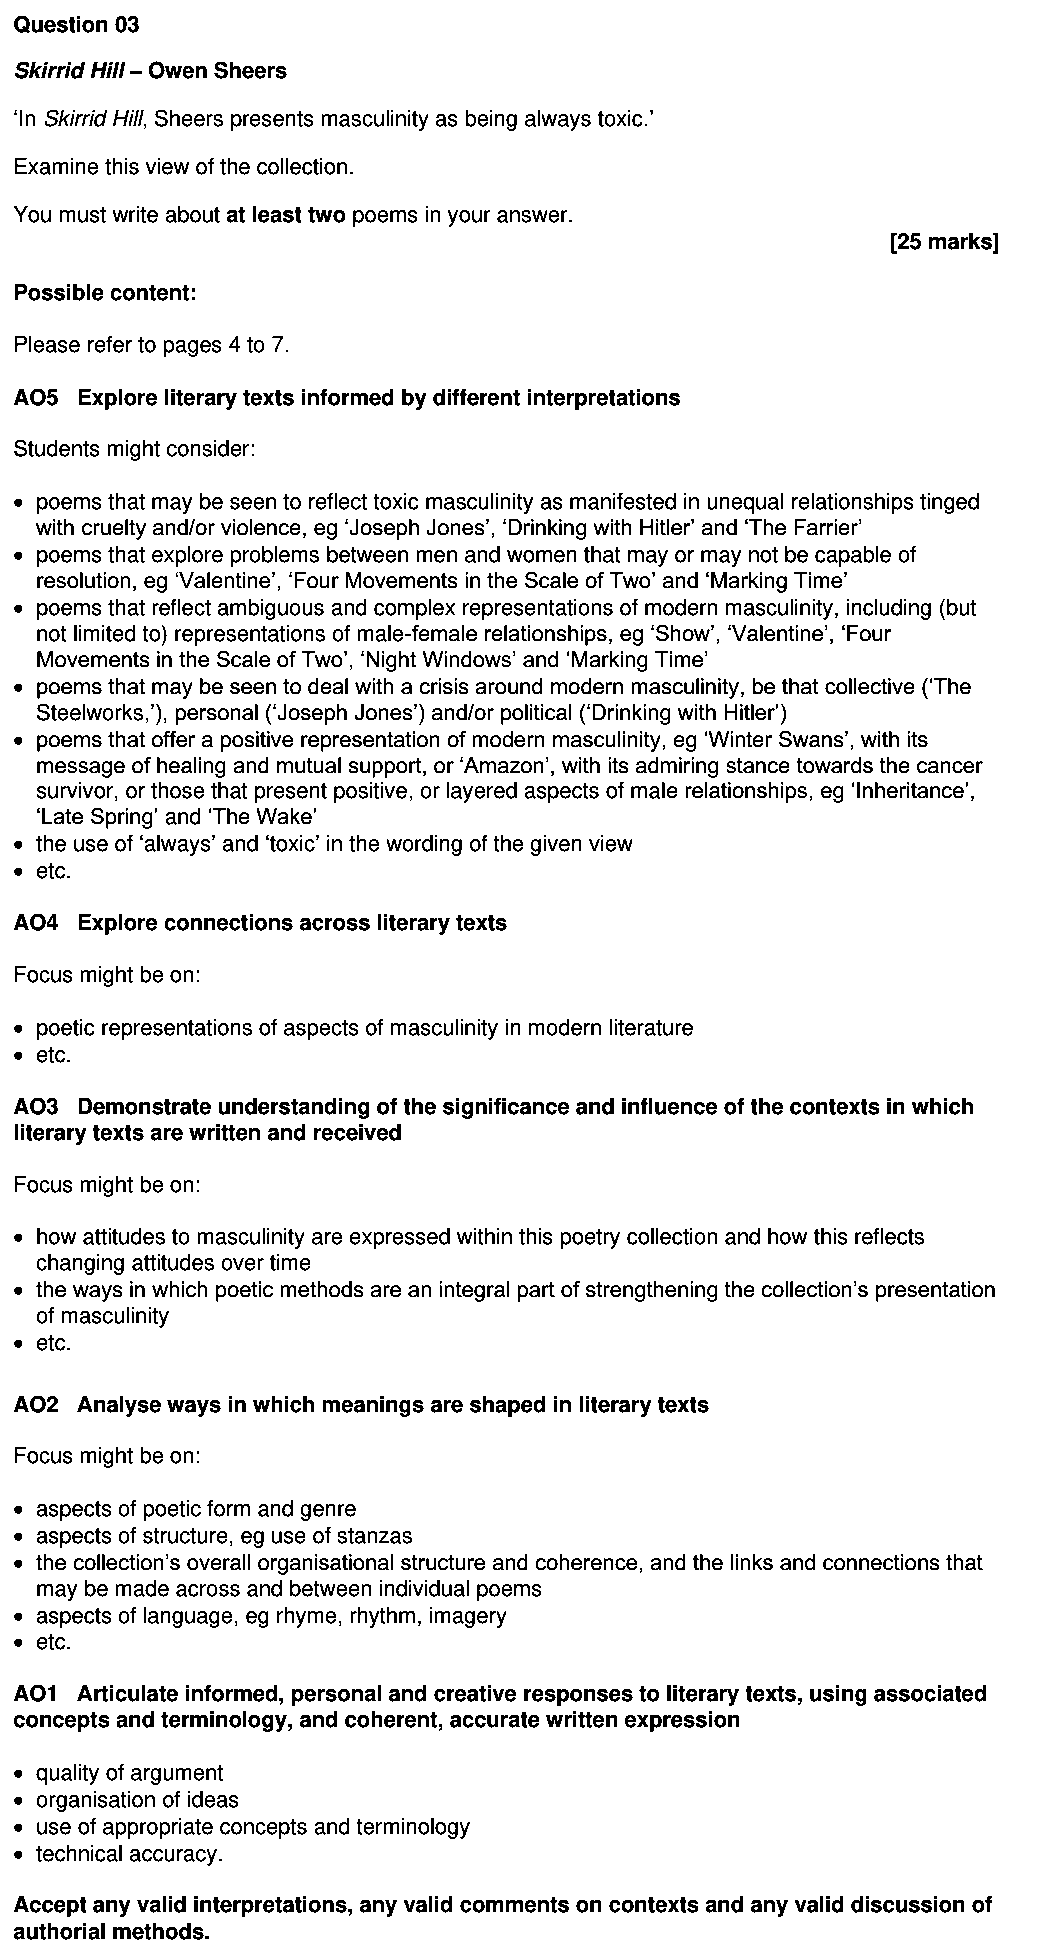 Question 03
Skirrid Hill – Owen Sheers
‘In Skirrid Hill, Sheers presents masculinity as being always toxic.’
Examine this view of the collection.
You must write about at least two poems in your answer.
[25 marks]
Possible content:
Please refer to pages 4 to 7.
AO5 Explore literary texts informed by different interpretations
Students might consider:
• poems that may be seen to reflect toxic masculinity as manifested in unequal relationships tinged
with cruelty and/or violence, eg ‘Joseph Jones’, ‘Drinking with Hitler’ and ‘The Farrier’
• poems that explore problems between men and women that may or may not be capable of
resolution, eg ‘Valentine’, ‘Four Movements in the Scale of Two’ and ‘Marking Time’
• poems that reflect ambiguous and complex representations of modern masculinity, including (but
not limited to) representations of male-female relationships, eg ‘Show’, ‘Valentine’, ‘Four
Movements in the Scale of Two’, ‘Night Windows’ and ‘Marking Time’
• poems that may be seen to deal with a crisis around modern masculinity, be that collective (‘The
Steelworks,’), personal (‘Joseph Jones’) and/or political (‘Drinking with Hitler’)
• poems that offer a positive representation of modern masculinity, eg ‘Winter Swans’, with its
message of healing and mutual support, or ‘Amazon’, with its admiring stance towards the cancer
survivor, or those that present positive, or layered aspects of male relationships, eg ‘Inheritance’,
‘Late Spring’ and ‘The Wake’
• the use of ‘always’ and ‘toxic’ in the wording of the given view
• etc.
AO4 Explore connections across literary texts
Focus might be on:
• poetic representations of aspects of masculinity in modern literature
• etc.
AO3 Demonstrate understanding of the significance and influence of the contexts in which
literary texts are written and received
Focus might be on:
• how attitudes to masculinity are expressed within this poetry collection and how this reflects
changing attitudes over time
• the ways in which poetic methods are an integral part of strengthening the collection’s presentation
of masculinity
• etc.
AO2 Analyse ways in which meanings are shaped in literary texts
Focus might be on:
• aspects of poetic form and genre
• aspects of structure, eg use of stanzas
• the collection’s overall organisational structure and coherence, and the links and connections that
may be made across and between individual poems
• aspects of language, eg rhyme, rhythm, imagery
• etc.
AO1 Articulate informed, personal and creative responses to literary texts, using associated
concepts and terminology, and coherent, accurate written expression
• quality of argument
• organisation of ideas
• use of appropriate concepts and terminology
• technical accuracy.
Accept any valid interpretations, any valid comments on contexts and any valid discussion of
authorial methods.